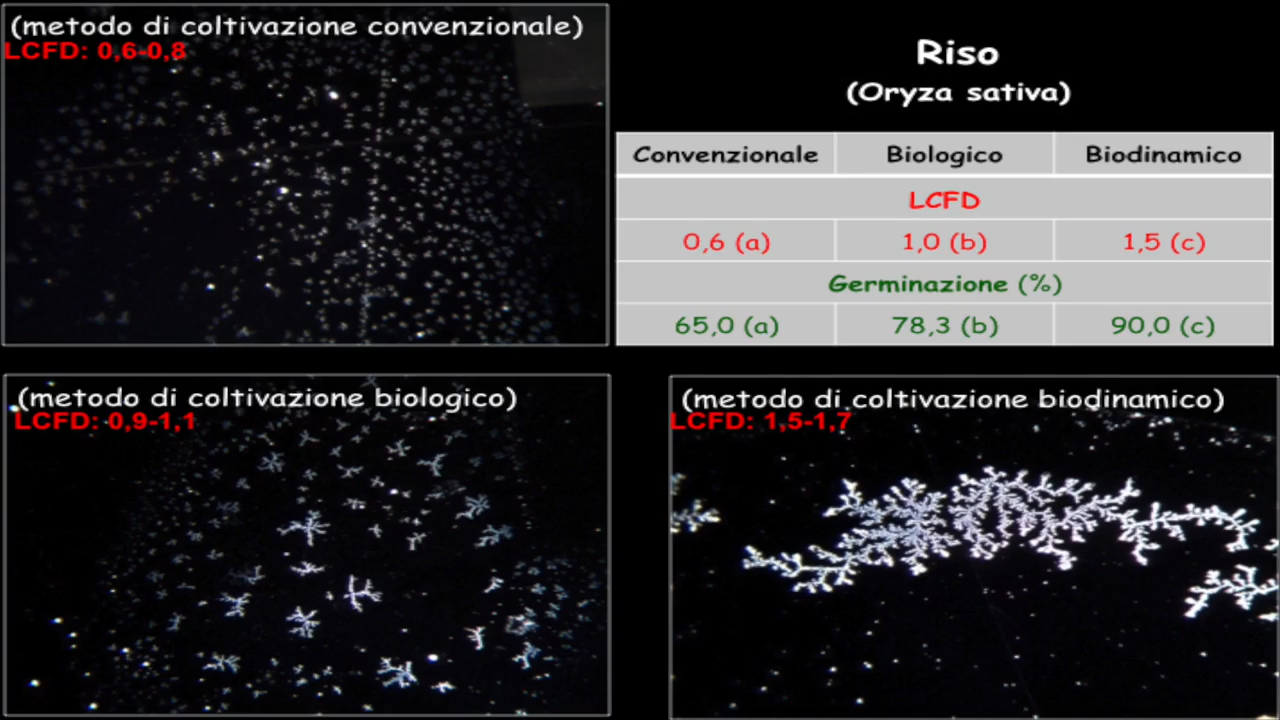 (metodo di coltivazione convenzionale)
LCFD: 0,6-0,8
Riso
(Oryza sativa)
Convenzionale Biologico Biodinamico
LCFD
0,6 (a) 1,0 (b) 1,5 (c)
Germinazione (%)
65,0 (a) 78,3 (b) 90,0 (c)
(metodo di coltivazione biologico)
LCFD: 0,9-1,1
(metodo di coltivazione biodinamico)
LCFD: 1,5-1,7